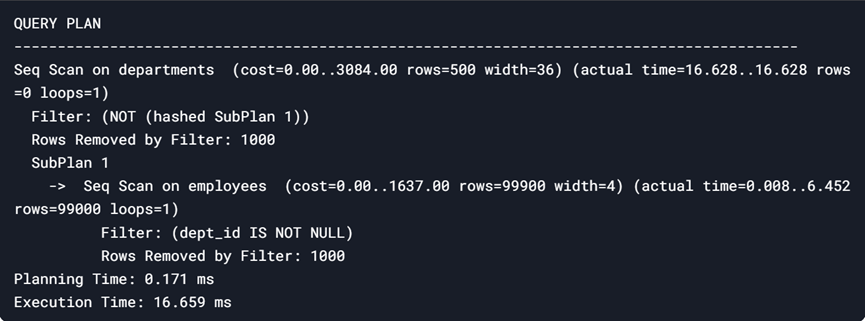 QUERY PLAN
-------------------------------------------------------------------------------------------
Seq Scan on departments  (cost=0.00..3084.00 rows=500 width=36) (actual time=16.628..16.628 rows
=0 loops=1)
  Filter: (NOT (hashed SubPlan 1))
  Rows Removed by Filter: 1000
  SubPlan 1
    ->  Seq Scan on employees  (cost=0.00..1637.00 rows=99900 width=4) (actual time=0.008..6.452
rows=99000 loops=1)
          Filter: (dept_id IS NOT NULL)
          Rows Removed by Filter: 1000
Planning Time: 0.171 ms
Execution Time: 16.659 ms